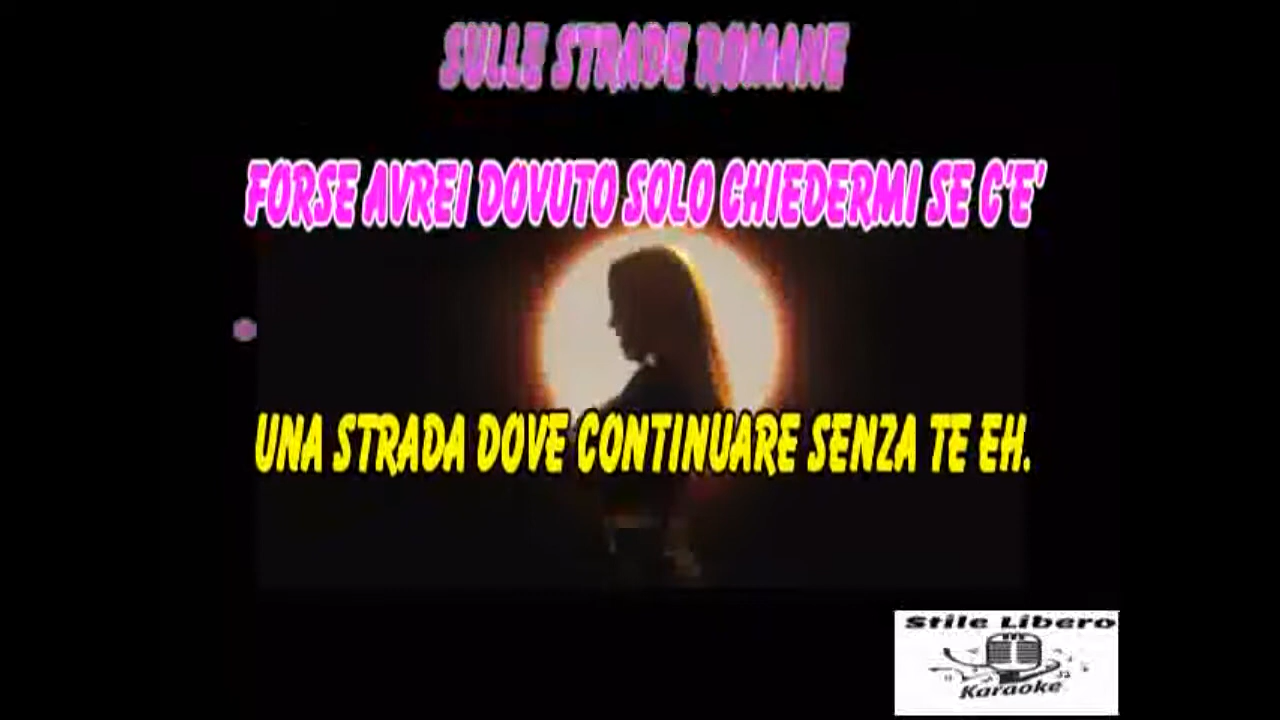 SULLE STRADE ROMANE
FORSE AVREI DOVUTO SOLO CHIEDERMI SE C'E'
UNA STRADA DOVE CONTINUARE SENZA TE EH.
Stile Libero
Karaoke